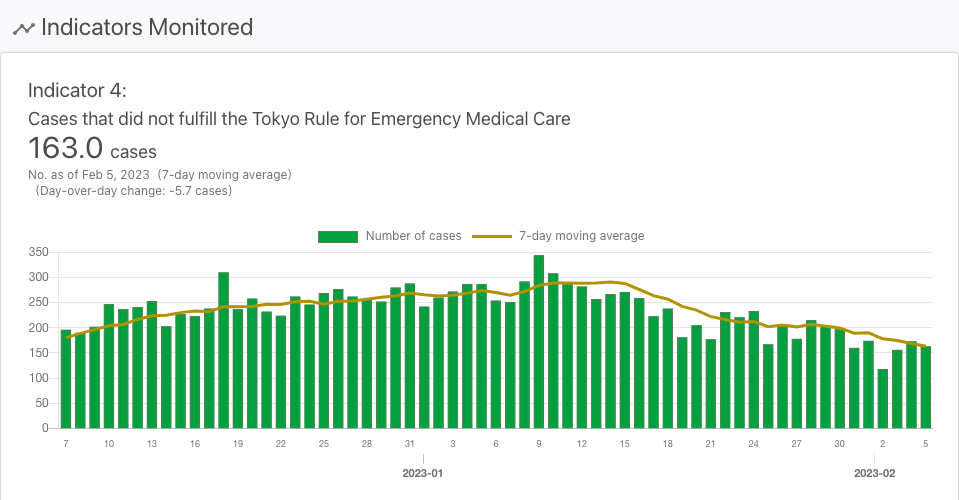 Indicators Monitored
Indicator 4:
Cases that did not fulfill the Tokyo Rule for Emergency Medical Care
163.0 cases
No. as of Feb 5, 2023 (7-day moving average)
(Day-over-day change: -5.7 cases)
Number of cases 7-day moving average
350
300
250
200
150
100
50
0
7 10 13 16 19 22 25 28 31 3 6 9 12 15 18 21 24 27 30 2 5
2023-01 2023-02